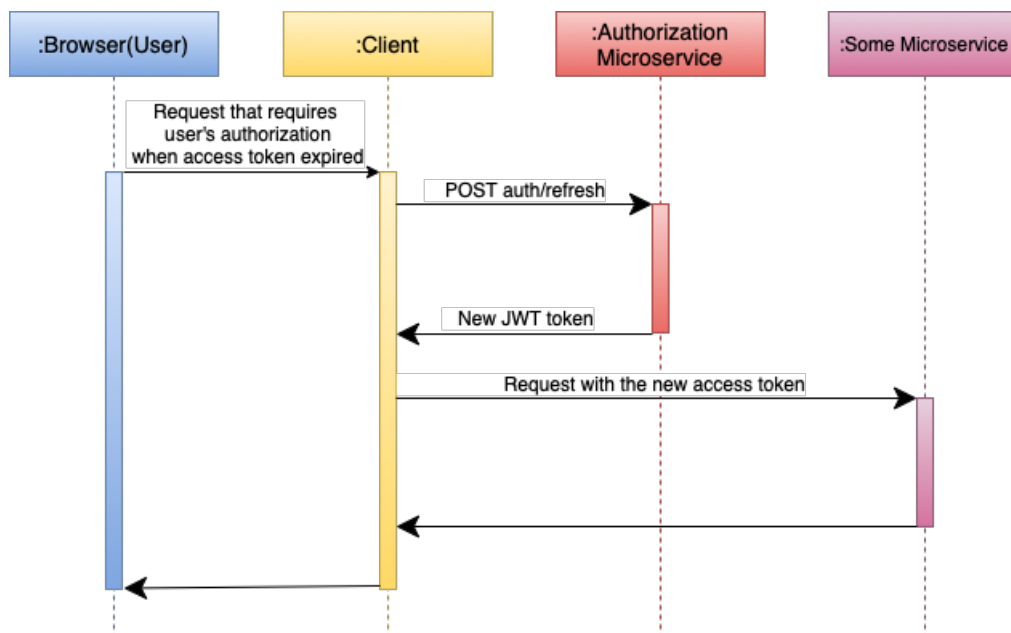 :Browser(User)
:Client
:Authorization
Microservice
:Some Microservice
Request that requires
user's authorization
when access token expired
POST auth/refresh
New JWT token
Request with the new access token